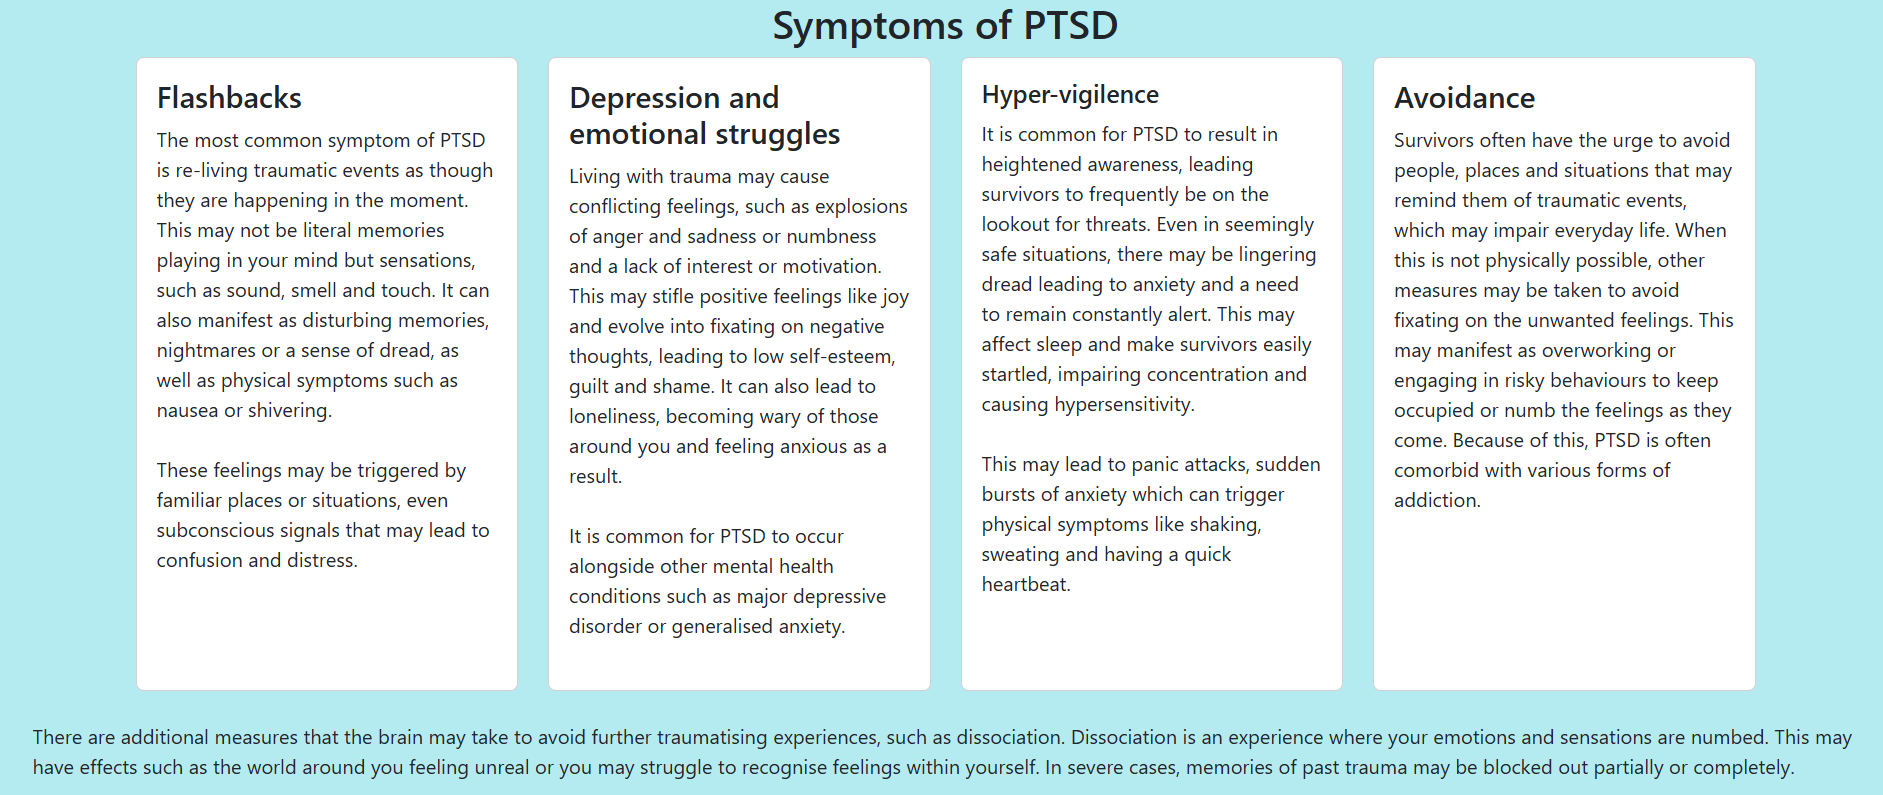 Symptoms of PTSD
Flashbacks
The most common symptom of PTSD
is re-living traumatic events as though
they are happening in the moment.
This may not be literal memories
playing in your mind but sensations,
such as sound, smell and touch. It can
also manifest as disturbing memories,
nightmares or a sense of dread, as
well as physical symptoms such as
nausea or shivering.
These feelings may be triggered by
familiar places or situations, even
subconscious signals that may lead to
confusion and distress.
Depression and
emotional struggles
Living with trauma may cause
conflicting feelings, such as explosions
of anger and sadness or numbness
and a lack of interest or motivation.
This may stifle positive feelings like joy
and evolve into fixating on negative
thoughts, leading to low self-esteem,
guilt and shame. It can also lead to
loneliness, becoming wary of those
around you and feeling anxious as a
result.
It is common for PTSD to occur
alongside other mental health
conditions such as major depressive
disorder or generalised anxiety.
Hyper-vigilence
It is common for PTSD to result in
heightened awareness, leading
survivors to frequently be on the
lookout for threats. Even in seemingly
safe situations, there may be lingering
dread leading to anxiety and a need
to remain constantly alert. This may
affect sleep and make survivors easily
startled, impairing concentration and
causing hypersensitivity.
This may lead to panic attacks, sudden
bursts of anxiety which can trigger
physical symptoms like shaking,
sweating and having a quick
heartbeat.
Avoidance
Survivors often have the urge to avoid
people, places and situations that may
remind them of traumatic events,
which may impair everyday life. When
this is not physically possible, other
measures may be taken to avoid
fixating on the unwanted feelings. This
may manifest as overworking or
engaging in risky behaviours to keep
occupied or numb the feelings as they
come. Because of this, PTSD is often
comorbid with various forms of
addiction.
There are additional measures that the brain may take to avoid further traumatising experiences, such as dissociation. Dissociation is an experience where your emotions and sensations are numbed. This may
have effects such as the world around you feeling unreal or you may struggle to recognise feelings within yourself. In severe cases, memories of past trauma may be blocked out partially or completely.